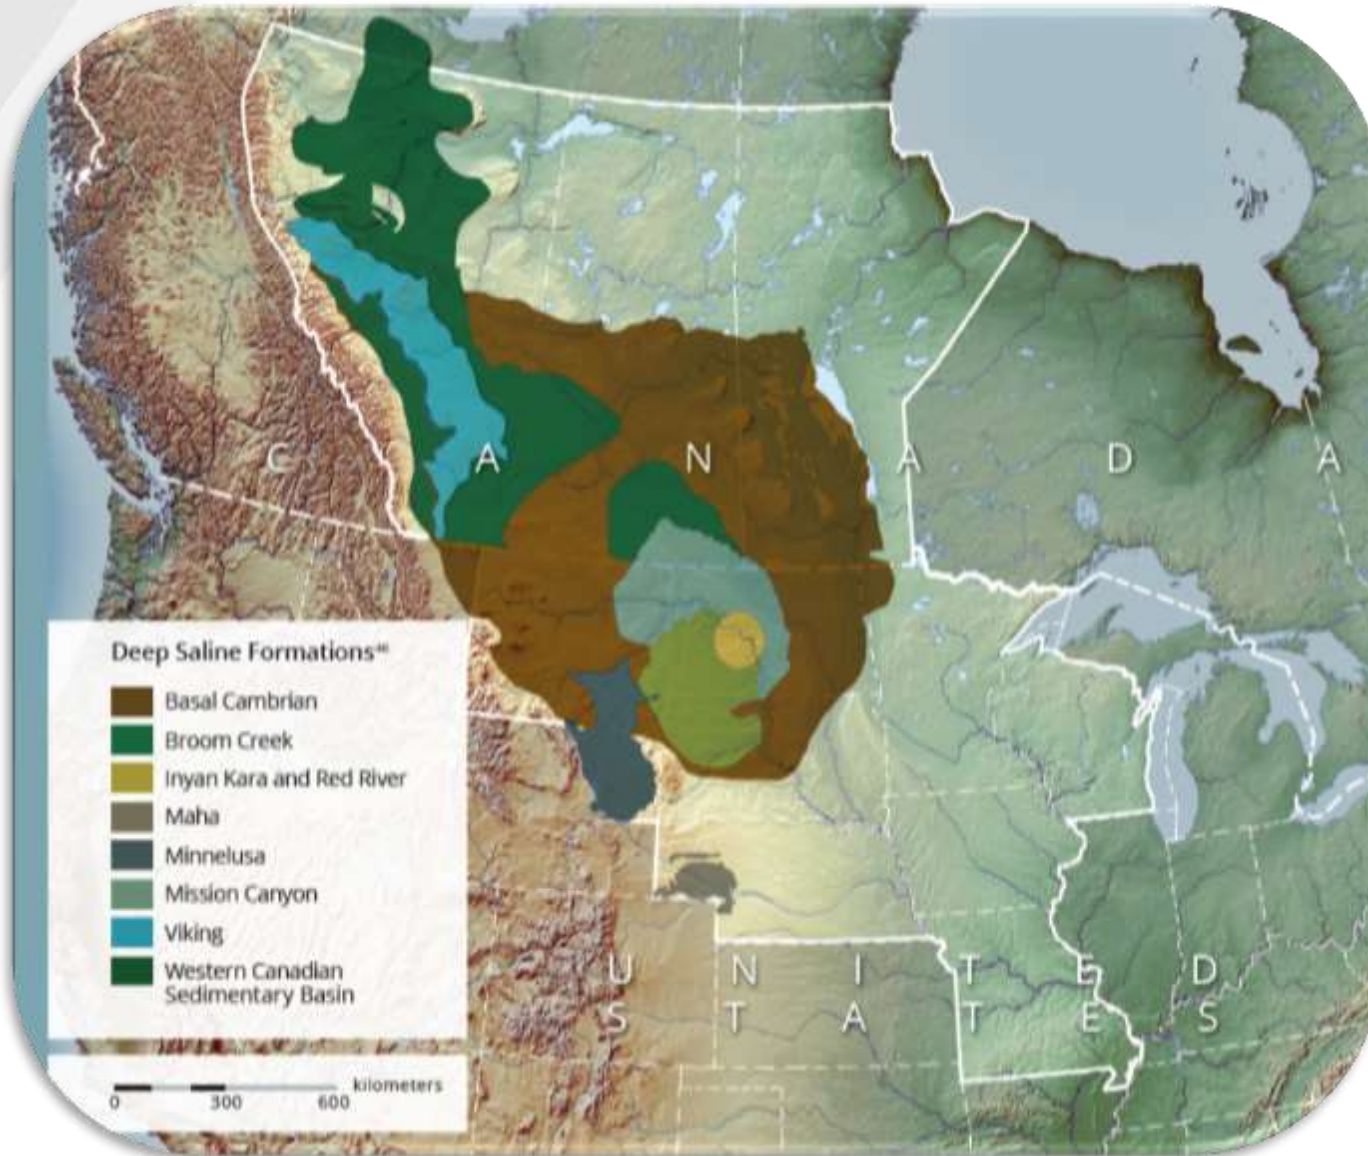 C A N A D A
Deep Saline Formations
Basal Cambrian
Broom Creek
Inyan Kara and Red River
Maha
Minnelusa
Mission Canyon
Viking
Western Canadian
Sedimentary Basin
U N I T E D
S T A T E S
kilometers
0 300 600